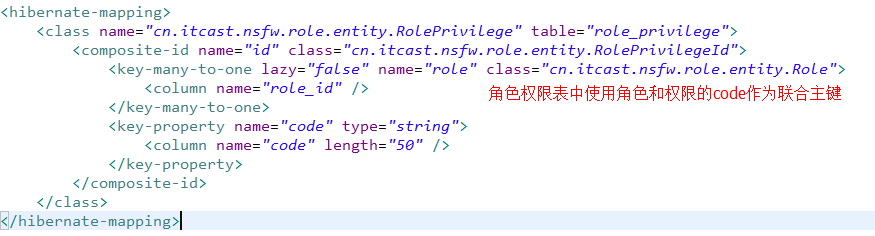 <hibernate-mapping>
<class name="cn.itcast.nsfw.role.entity.RolePrivilege" table="role_privilege">
<composite-id name="id" class="cn.itcast.nsfw.role.entity.RolePrivilegeId">
<key-many-to-one lazy="false" name="role" class="cn.itcast.nsfw.role.entity.Role">
<column name="role_id" />
角色权限表中使用角色和权限的code作为联合主键
</key-many-to-one>
<key-property name="code" type="string">
<column name="code" length="50" />
</key-property>
</composite-id>
</class>
</hibernate-mapping>